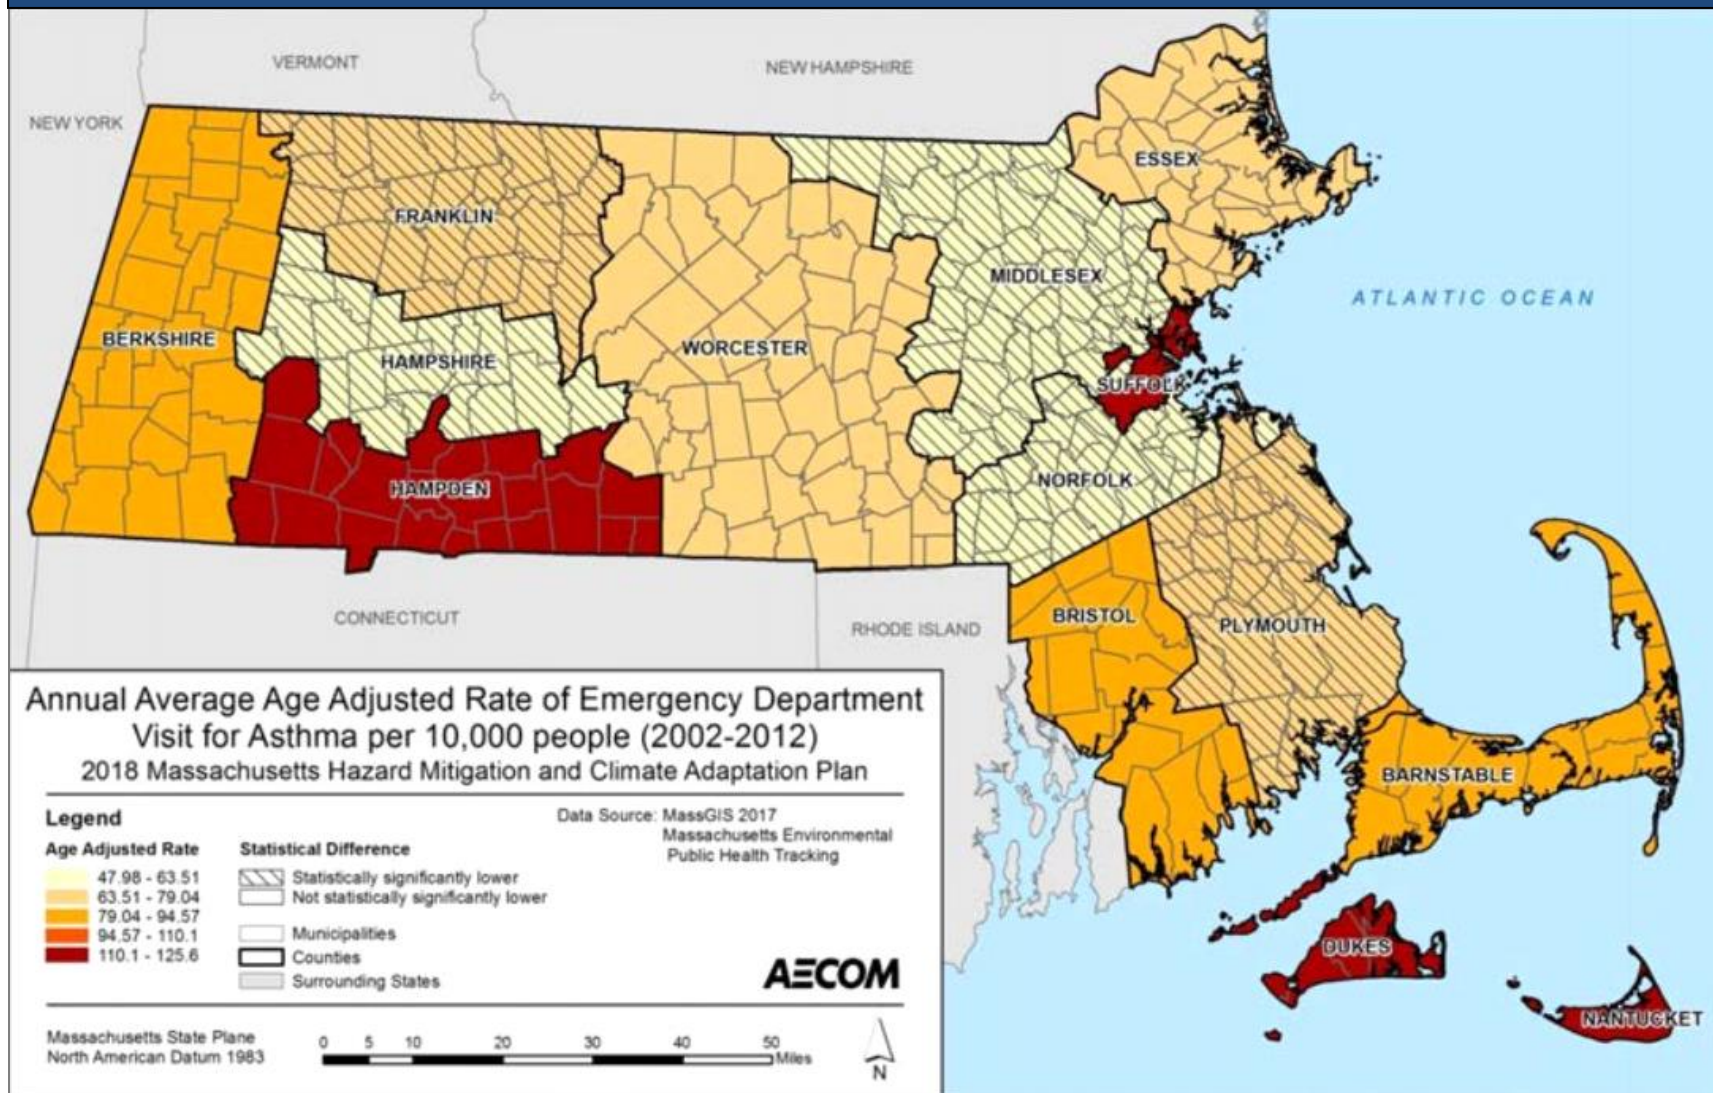 VERMONT
NEW HAMPSHIRE
NEW YORK
ESSEX
FRANKLIN
MIDDLESEX
ATLANTIC OCEAN
BERKSHIRE
HAMPSHIRE
WORCESTER
SUFFOLK
HAMPDEN
NORFOLK
CONNECTICUT
RHODE ISLAND
BRISTOL
PLYMOUTH
BARNSTABLE
DUKES
NANTUCKET
Annual Average Age Adjusted Rate of Emergency Department
Visit for Asthma per 10,000 people (2002-2012)
2018 Massachusetts Hazard Mitigation and Climate Adaptation Plan
Legend
Age Adjusted Rate
47.98 - 63.51
63.51 - 79.04
79.04 - 94.57
94.57 - 110.1
110.1 - 125.6
Statistical Difference
Statistically significantly lower
Not statistically significantly lower
Municipalities
Counties
Surrounding States
Data Source: MassGIS 2017
Massachusetts Environmental
Public Health Tracking
AECOM
Massachusetts State Plane
North American Datum 1983
0 5 10 20 30 40 50
Miles
N